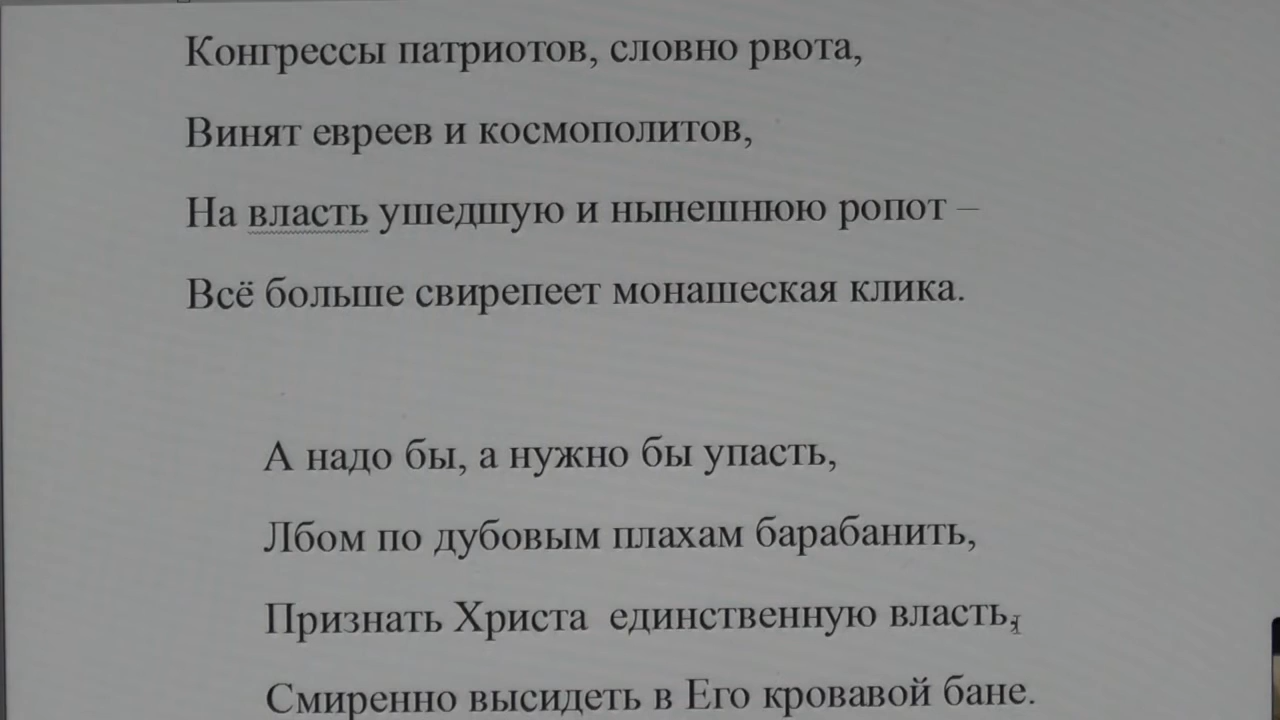 Конгрессы патриотов, словно рвота,
Винят евреев и космополитов,
На власть ушедшую и нынешнюю ропот –
Всё больше свирепеет монашеская клика.
А надо бы, а нужно бы упасть,
Лбом по дубовым плахам барабанить,
Признать Христа единственную власть,
Смиренно высидеть в Его кровавой бане.